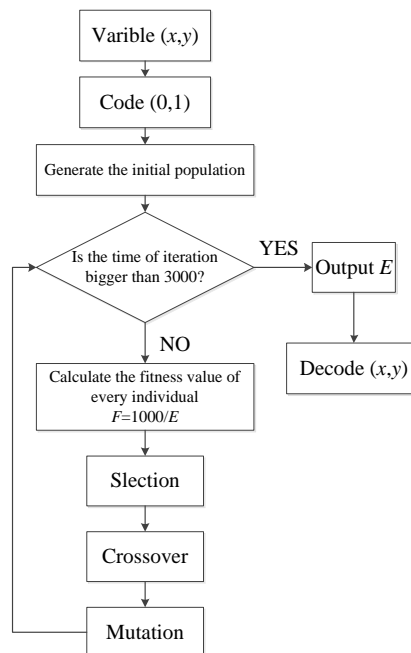 Varible (x,y)
Code (0,1)
Generate the initial population
Is the time of iteration
bigger than 3000?
YES
Output E
Decode (x,y)
NO
Calculate the fitness value of
every individual
F=1000/E
Slection
Crossover
Mutation